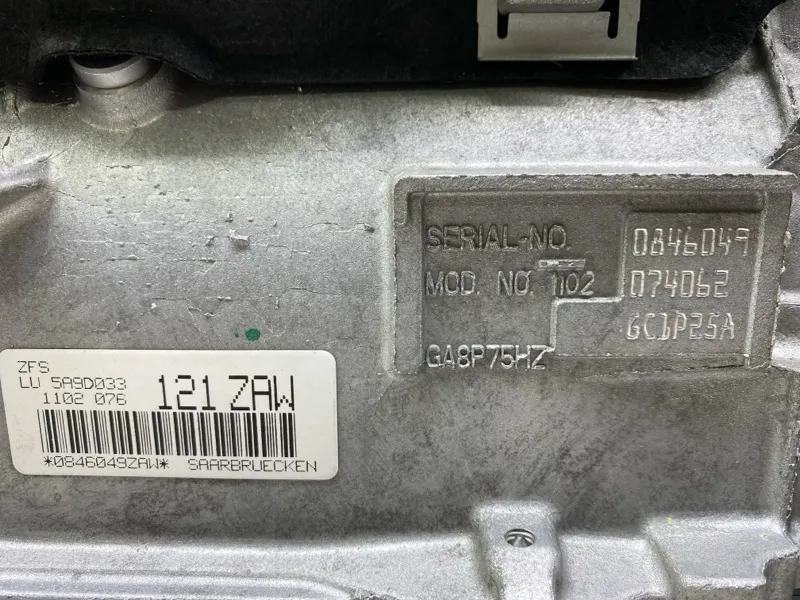 SERIAL-NO. 0846049
MOD. NO. 1102 074062
GC1P25A
GA8P75HZ
ZFS
LU 5A9D033
1102 076
121 ZAW
*0846049ZAW* SAARBRUECKEN